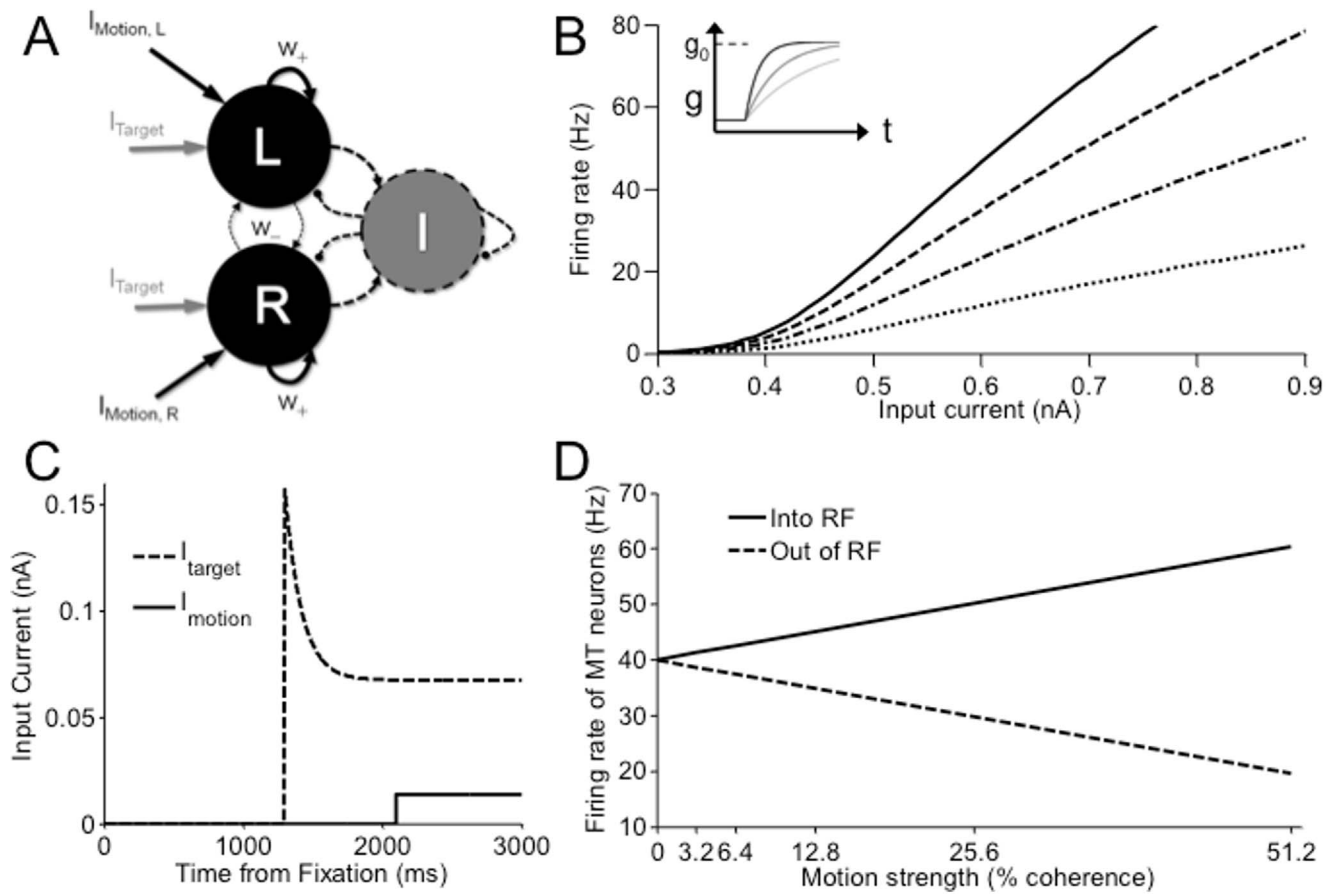 A
I_Motion, L
W_+
I_Target
L
W_-
I
I_Target
R
I_Motion, R
W_+
B
80
60
40
20
0
Firing rate (Hz)
g_0
g
t
0.3 0.4 0.5 0.6 0.7 0.8 0.9
Input current (nA)
C
0.15
0.1
0.05
0
Input Current (nA)
I_target
I_motion
0 1000 2000 3000
Time from Fixation (ms)
D
70
60
50
40
30
20
10
Firing rate of MT neurons (Hz)
Into RF
Out of RF
0 3.2 6.4 12.8 25.6 51.2
Motion strength (% coherence)